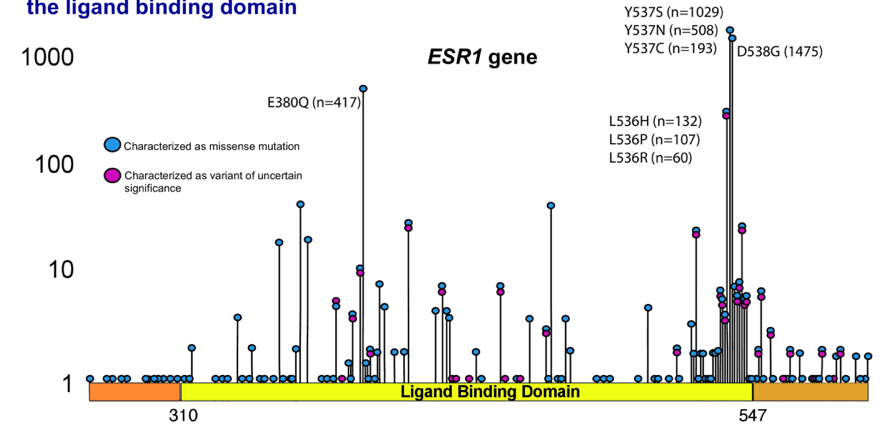 the ligand binding domain
Y537S (n=1029)
Y537N (n=508)
Y537C (n=193)
D538G (1475)
1000
ESR1 gene
E380Q (n=417)
L536H (n=132)
L536P (n=107)
L536R (n=60)
Characterized as missense mutation
100
Characterized as variant of uncertain
significance
10
1
Ligand Binding Domain
310
547